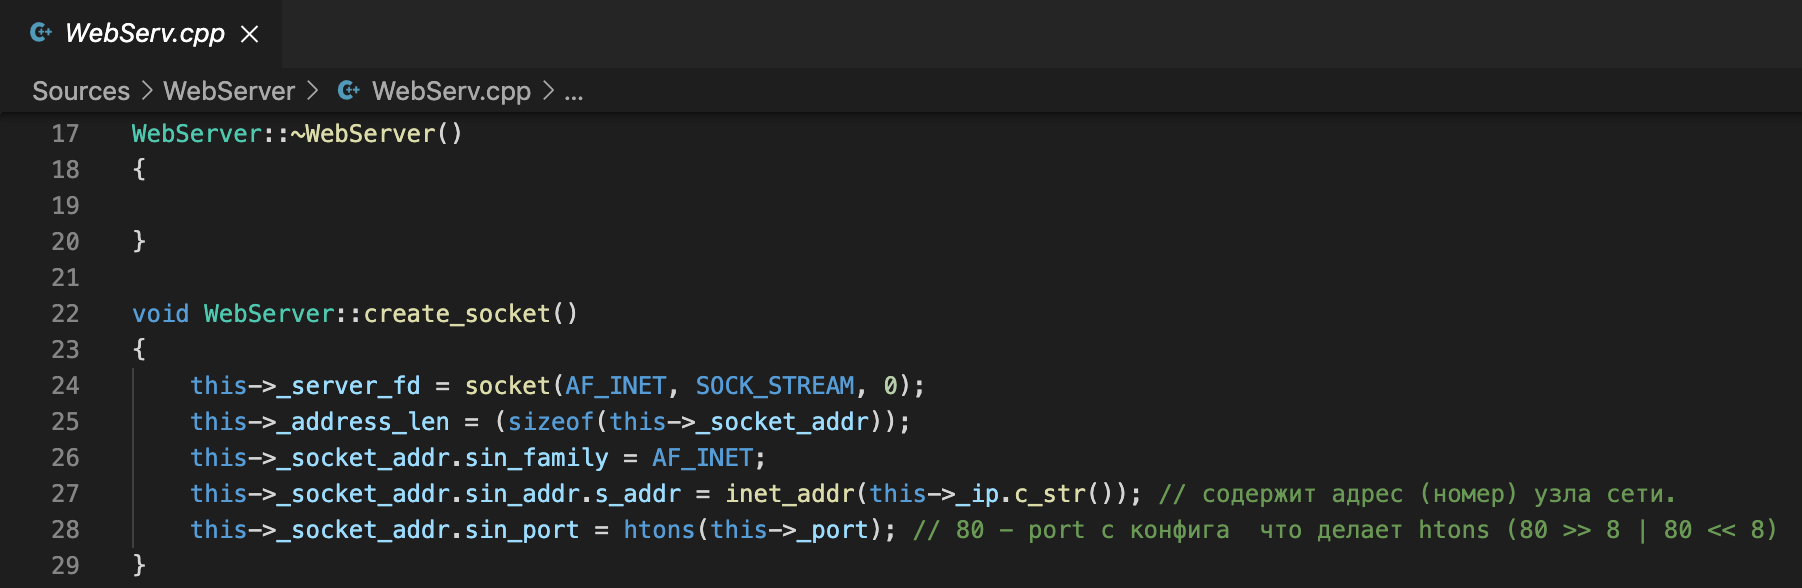 WebServ.cpp ×
Sources > WebServer > WebServ.cpp > ...
17 WebServer::~WebServer()
18 {
19
20 }
21
22 void WebServer::create_socket()
23 {
24 this->_server_fd = socket(AF_INET, SOCK_STREAM, 0);
25 this->_address_len = (sizeof(this->_socket_addr));
26 this->_socket_addr.sin_family = AF_INET;
27 this->_socket_addr.sin_addr.s_addr = inet_addr(this->_ip.c_str()); // содержит адрес (номер) узла сети.
28 this->_socket_addr.sin_port = htons(this->_port); // 80 – port с конфига  что делает htons (80 >> 8 | 80 << 8)
29 }